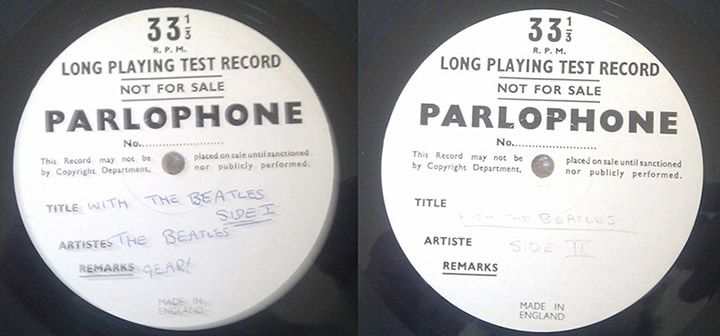 33 1/3
R. P. M.
LONG PLAYING TEST RECORD
NOT FOR SALE
PARLOPHONE
No........................
This Record may not be placed on sale until sanctioned
by Copyright Department, nor publicly performed.
TITLE WITH THE BEATLES
SIDE I
ARTISTES THE BEATLES
REMARKS GEAR!
MADE IN
ENGLAND
33 1/3
R. P. M.
LONG PLAYING TEST RECORD
NOT FOR SALE
PARLOPHONE
No........................
This Record may not be placed on sale until sanctioned
by Copyright Department, nor publicly performed.
TITLE
WITH THE BEATLES
ARTISTE SIDE II
REMARKS
MADE IN
ENGLAND